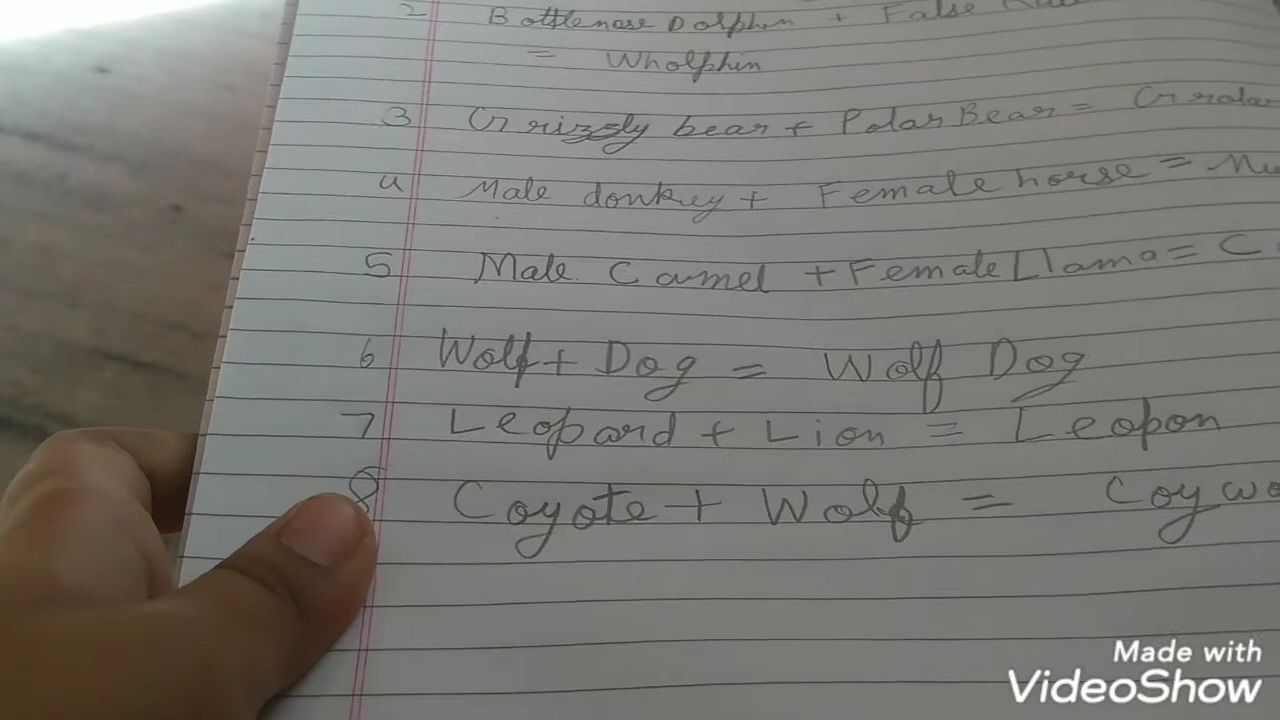 2 Bottlenose Dolphin + False
= Wholphin
3 Grizzly bear + Polar Bear =
4 Male donkey + Female horse =
5 Male Camel + Female Llama = C
6 Wolf + Dog = Wolf Dog
7 Leopard + Lion = Leopon
8 Coyote + Wolf = Coywo
Made with
VideoShow